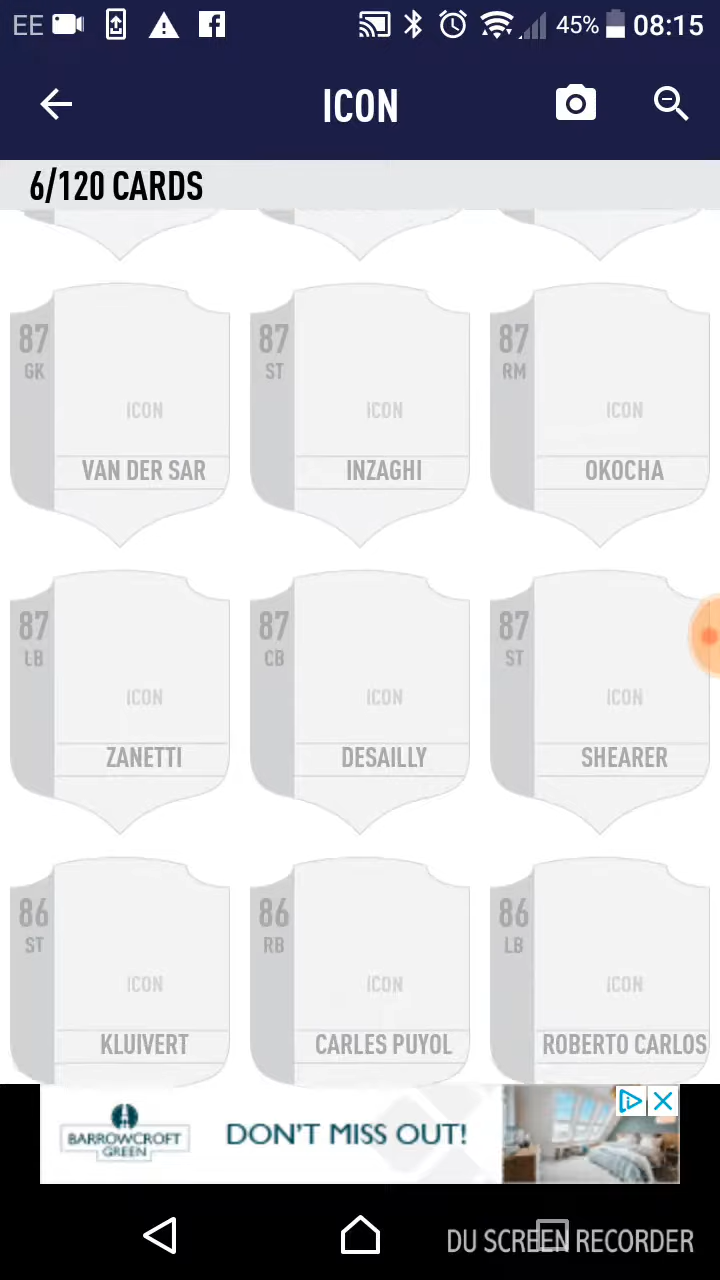 EE 45% 08:15
ICON
6/120 CARDS
87 87 87
GK ST RM
ICON ICON ICON
VAN DER SAR INZAGHI OKOCHA
87 87 87
LB CB ST
ICON ICON ICON
ZANETTI DESAILLY SHEARER
86 86 86
ST RB LB
ICON ICON ICON
KLUIVERT CARLES PUYOL ROBERTO CARLOS
BARROWCROFT
GREEN
DON'T MISS OUT!
DU SCREEN RECORDER